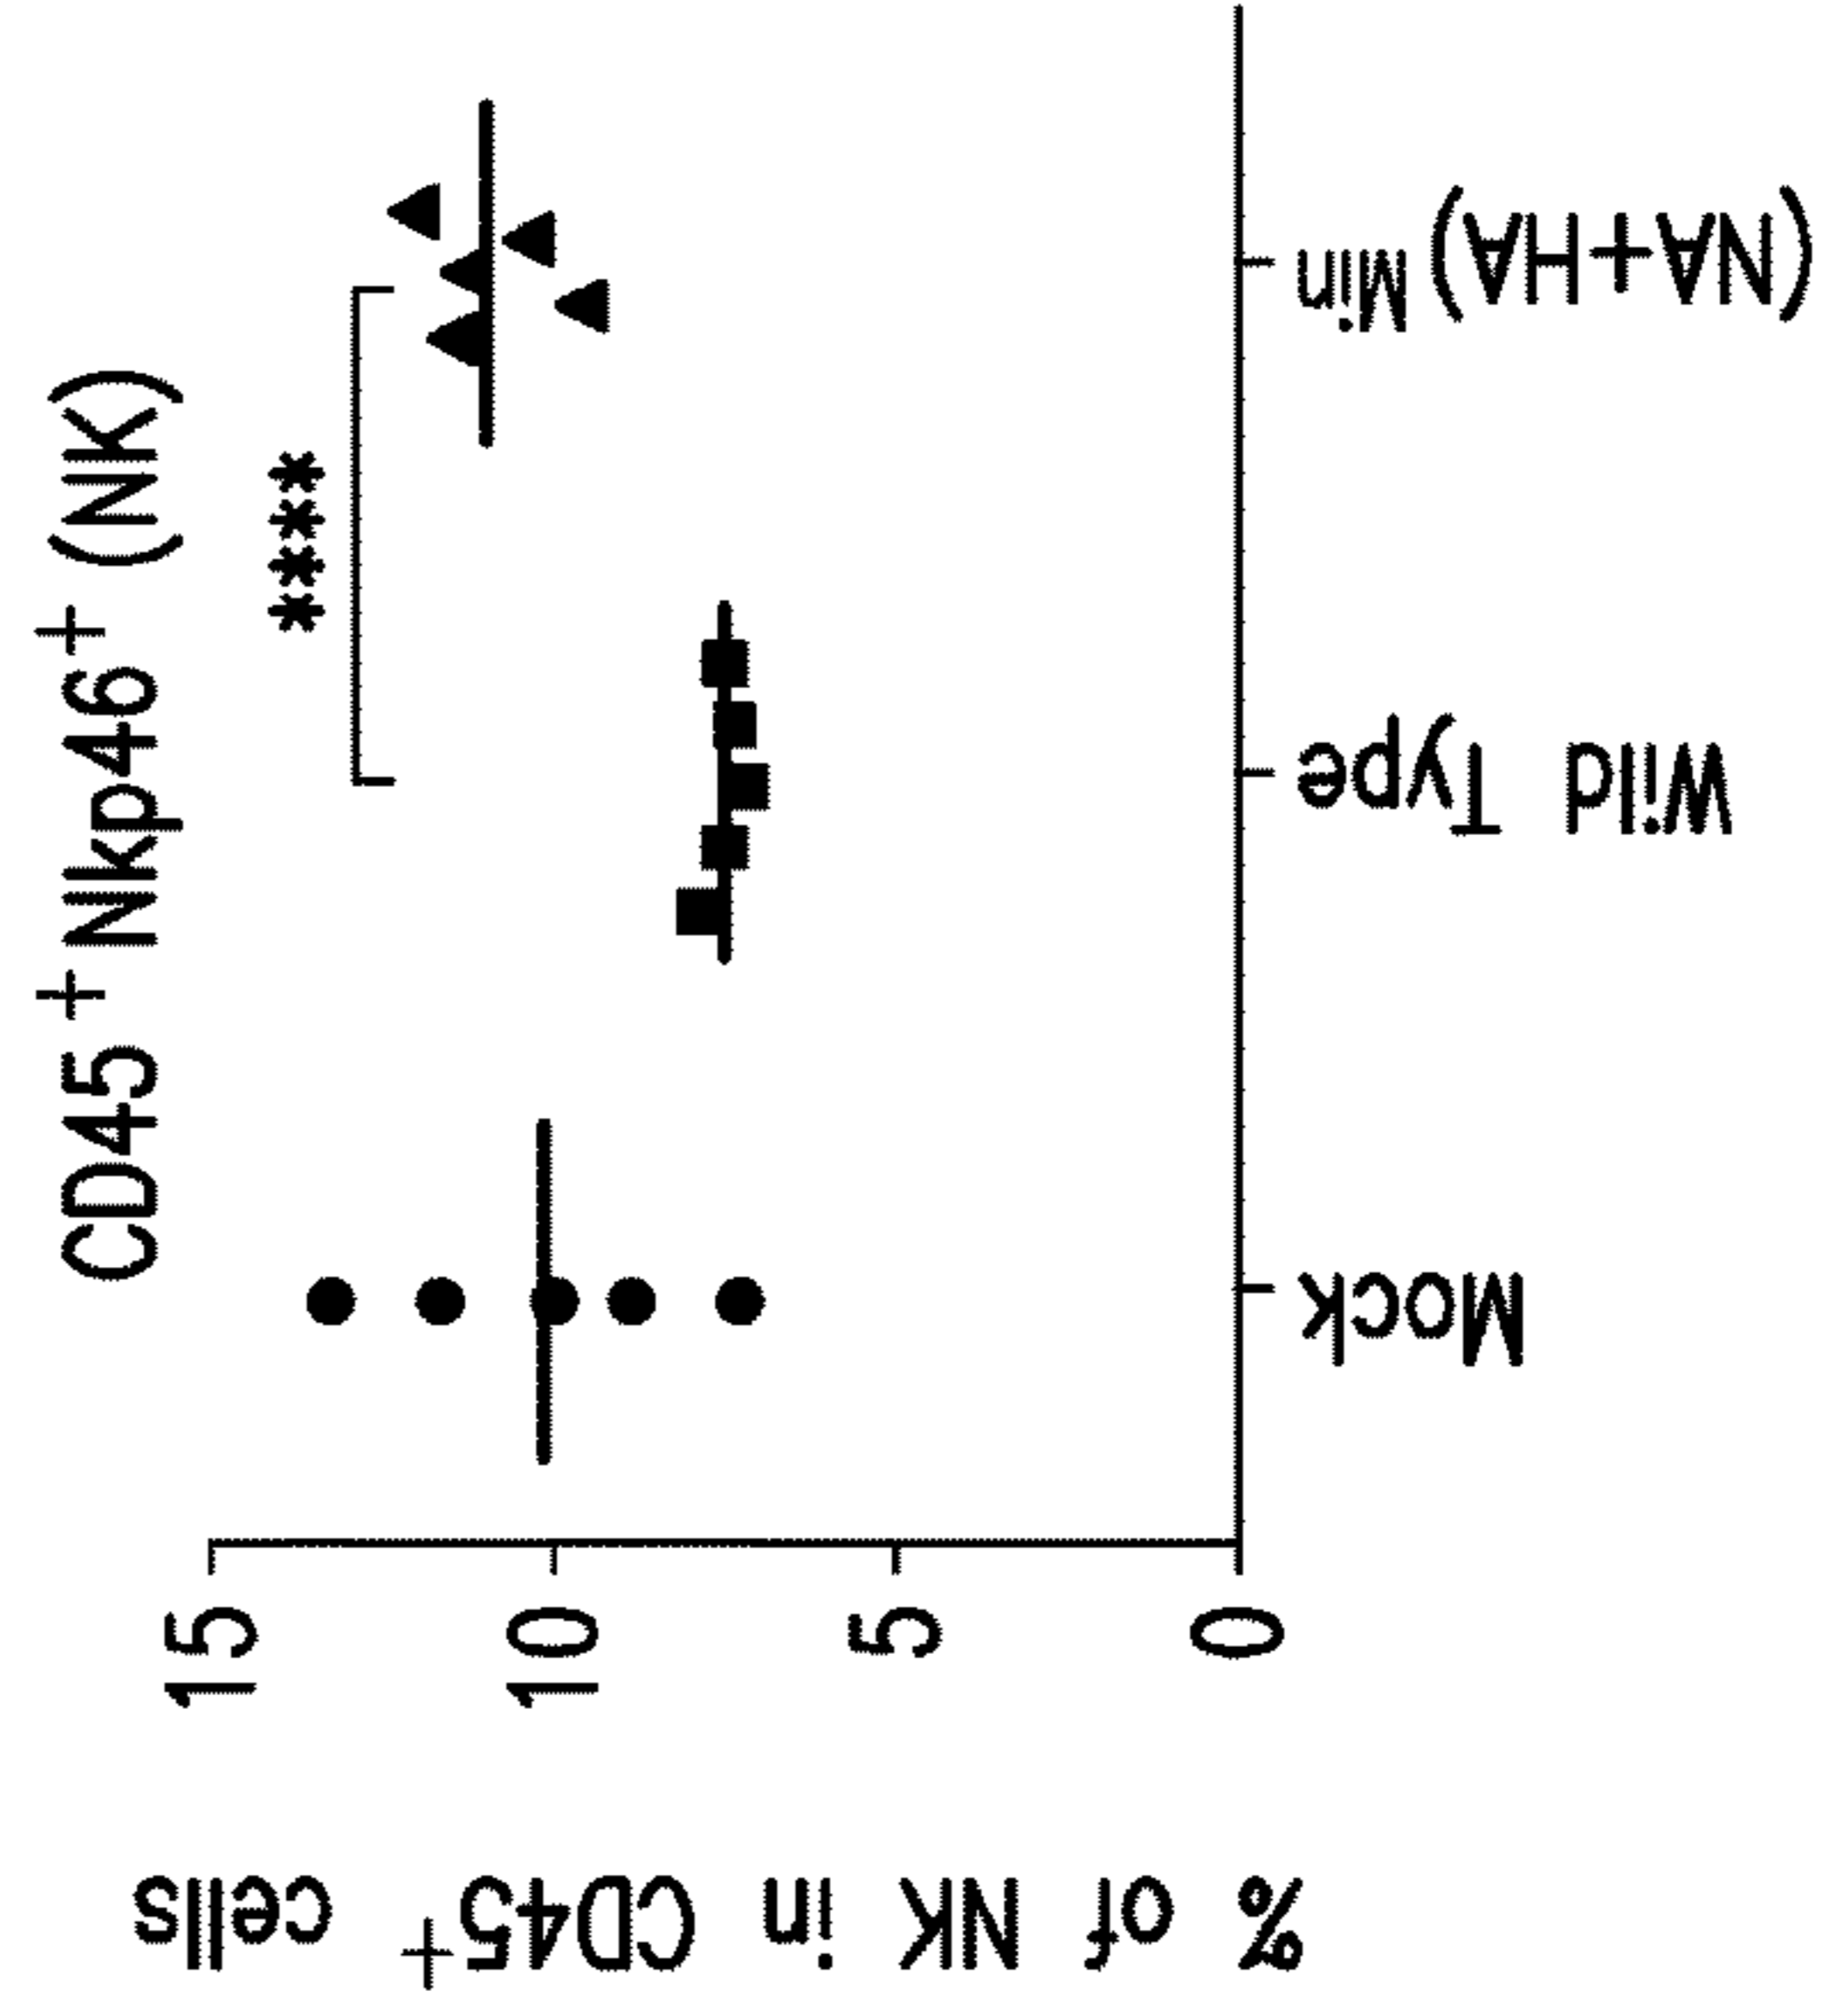 CD45+ NKp46+ (NK)
****
% of NK in CD45+ cells
15
10
5
0
Mock
Wild Type
Min
(NA+HA)